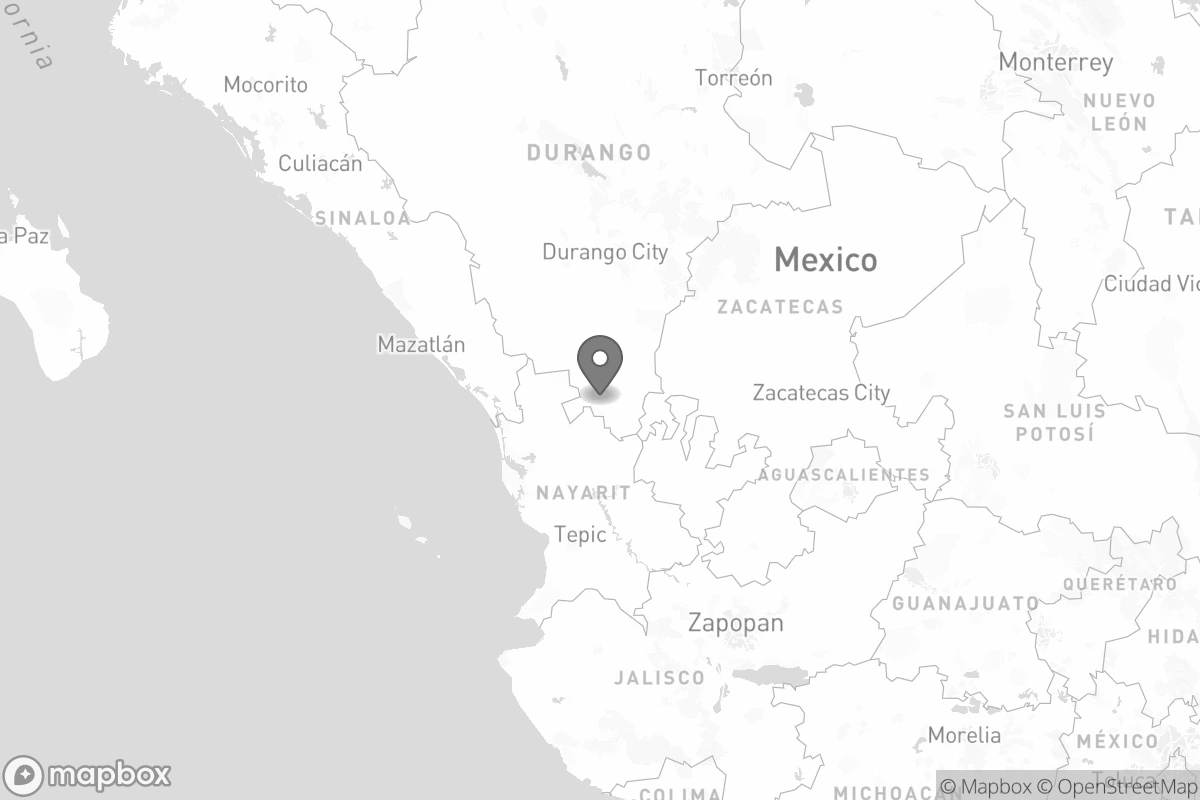 ornia
Monterrey
Torreón
Mocorito
NUEVO
LEÓN
DURANGO
Culiacán
SINALOA
TA
a Paz
Durango City
Mexico
Ciudad Vic
ZACATECAS
Mazatlán
Zacatecas City
SAN LUIS
POTOSÍ
AGUASCALIENTES
NAYARIT
Tepic
QUERÉTARO
GUANAJUATO
Zapopan
HIDA
JALISCO
Morelia
MÉXICO
Toluca
mapbox
© Mapbox © OpenStreetMap
COLIMA
MICHOACÁN